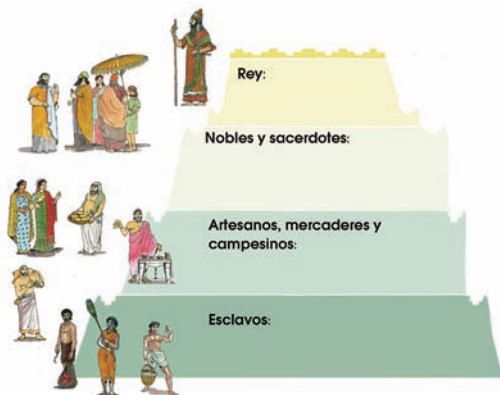 Rey:
Nobles y sacerdotes:
Artesanos, mercaderes y
campesinos:
Esclavos: